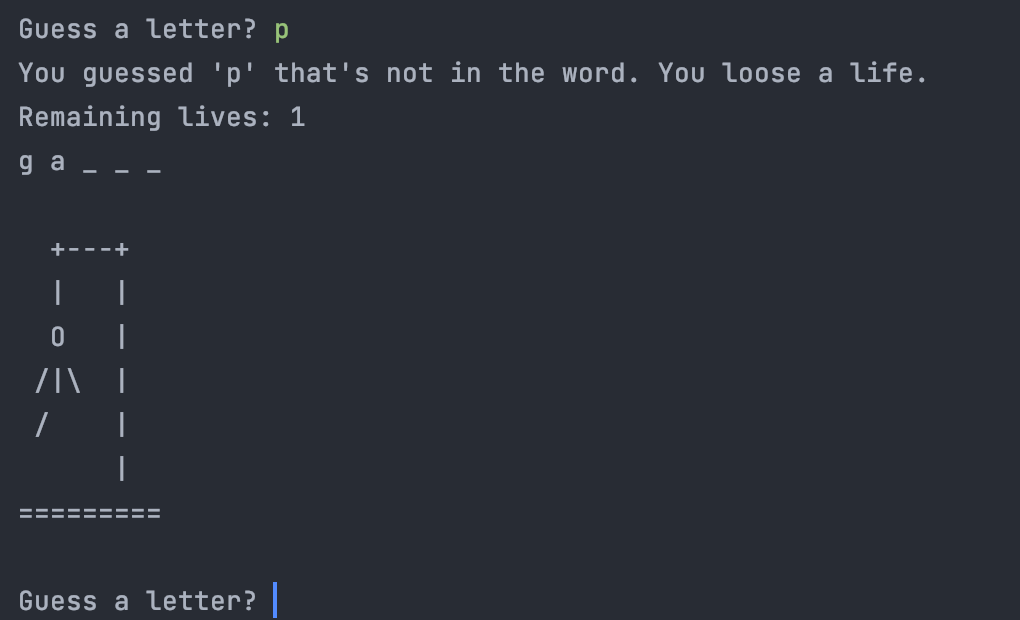 Guess a letter? p
You guessed 'p' that's not in the word. You loose a life.
Remaining lives: 1
g a _ _ _

  +---+
  |   |
  O   |
 /|\  |
 /    |
      |
=========

Guess a letter?